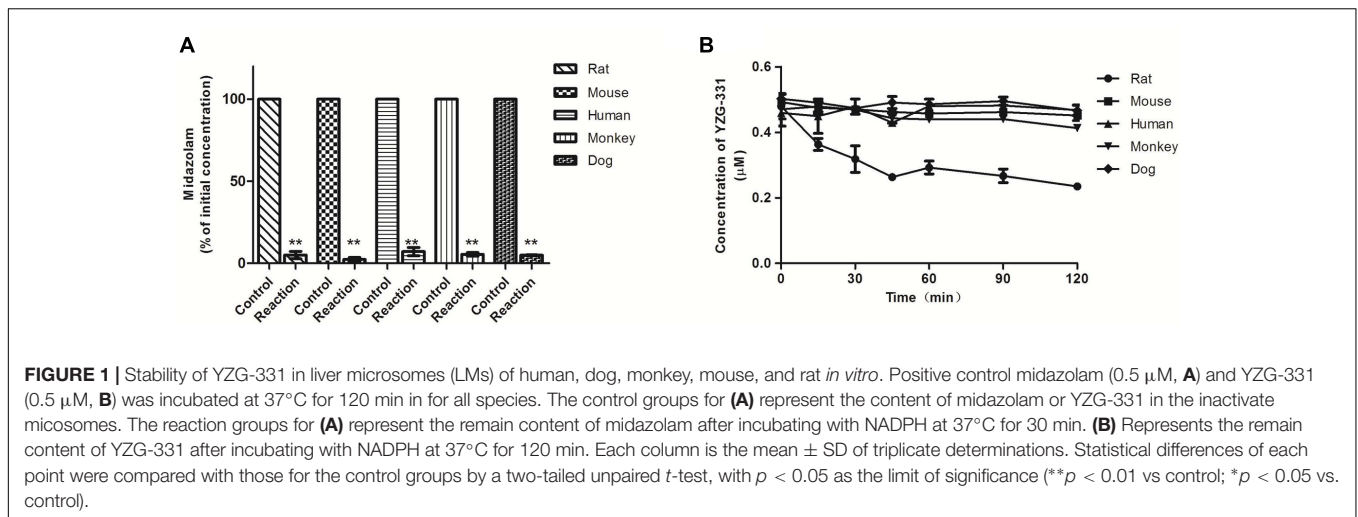 A
Midazolam
(% of initial concentration)
100
50
0
**
**
**
**
**
Control
Reaction
Control
Reaction
Control
Reaction
Control
Reaction
Control
Reaction
Rat
Mouse
Human
Monkey
Dog
B
Concentration of YZG-331
(μM)
0.6
0.4
0.2
0.0
0
30
60
90
120
Time（min）
Rat
Mouse
Human
Monkey
Dog
FIGURE 1 | Stability of YZG-331 in liver microsomes (LMs) of human, dog, monkey, mouse, and rat in vitro. Positive control midazolam (0.5 μM, A) and YZG-331
(0.5 μM, B) was incubated at 37°C for 120 min in for all species. The control groups for (A) represent the content of midazolam or YZG-331 in the inactivate
micosomes. The reaction groups for (A) represent the remain content of midazolam after incubating with NADPH at 37°C for 30 min. (B) Represents the remain
content of YZG-331 after incubating with NADPH at 37°C for 120 min. Each column is the mean ± SD of triplicate determinations. Statistical differences of each
point were compared with those for the control groups by a two-tailed unpaired t-test, with p < 0.05 as the limit of significance (**p < 0.01 vs control; *p < 0.05 vs.
control).